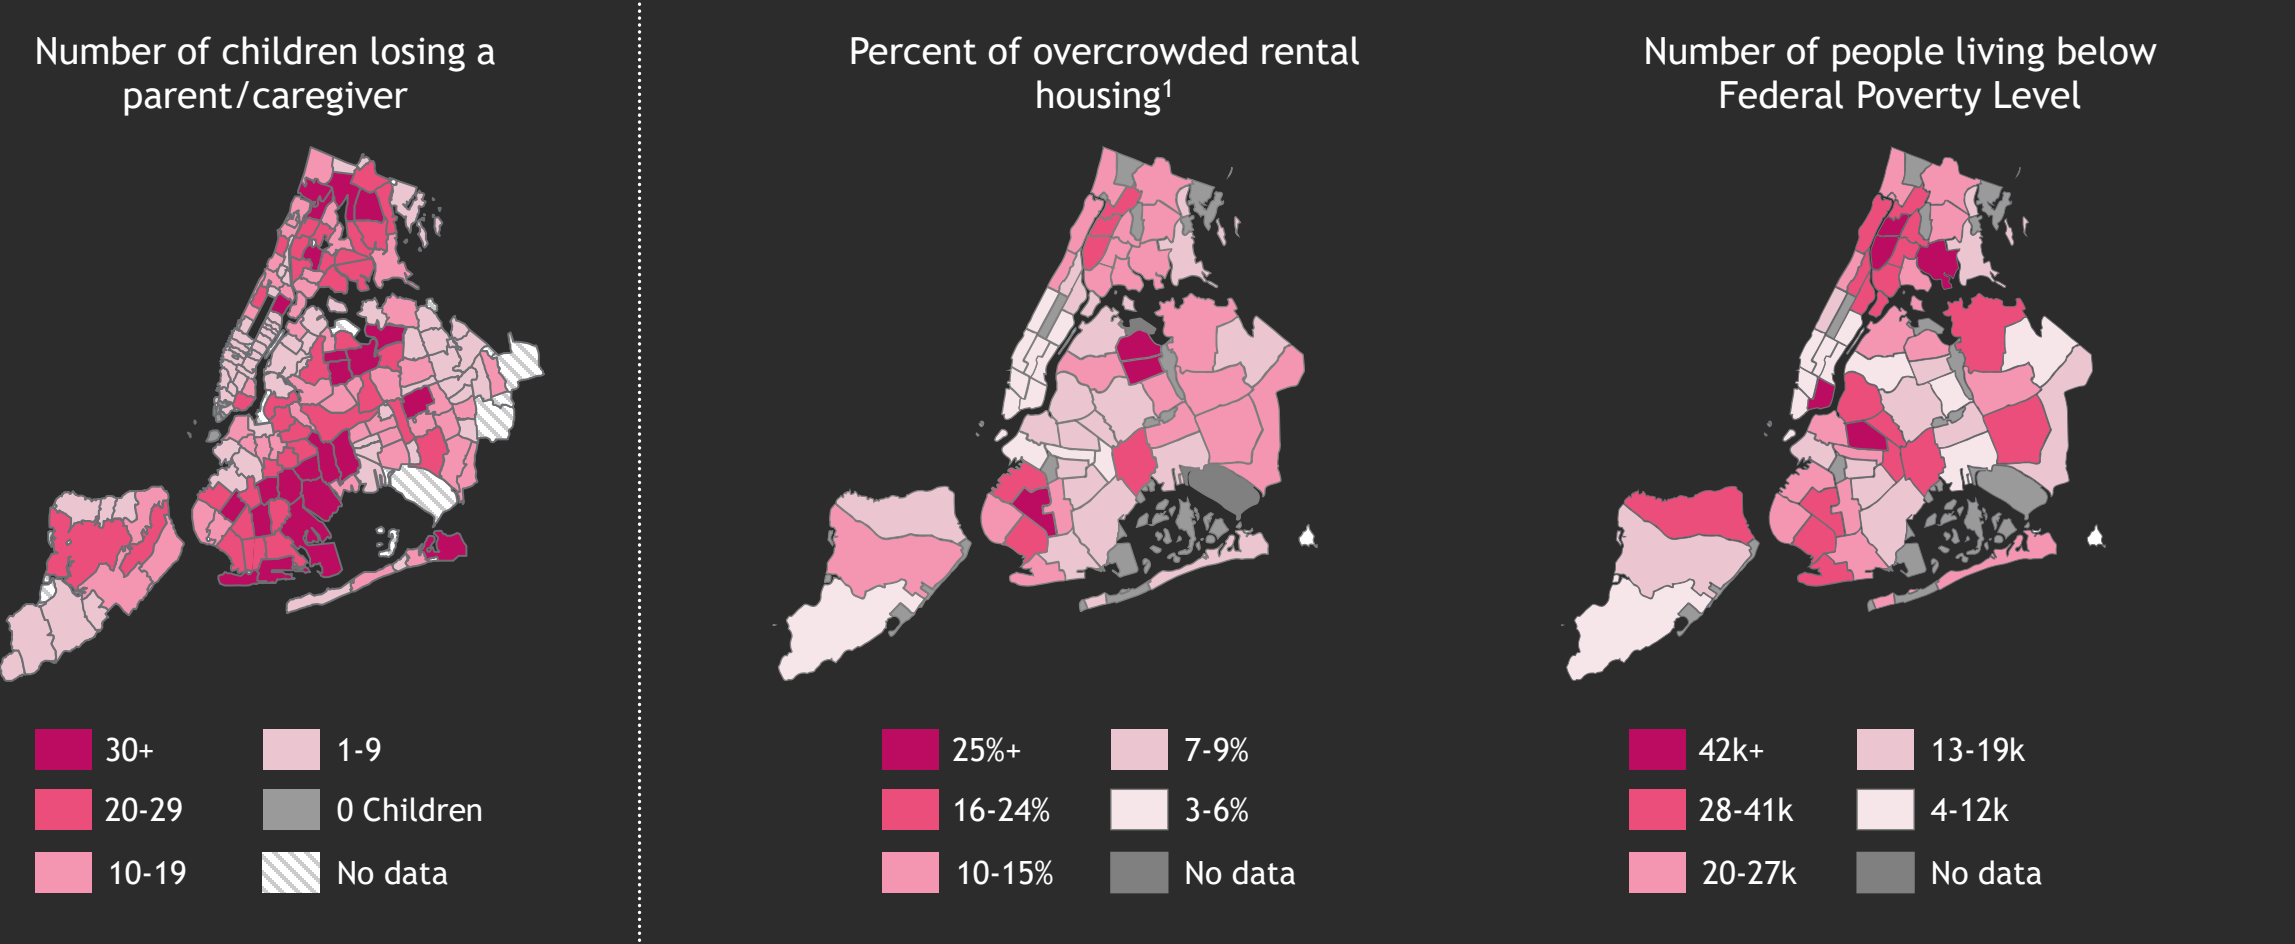 Number of children losing a
parent/caregiver
30+
20-29
10-19
1-9
0 Children
No data
Percent of overcrowded rental
housing¹
25%+
16-24%
10-15%
7-9%
3-6%
No data
Number of people living below
Federal Poverty Level
42k+
28-41k
20-27k
13-19k
4-12k
No data